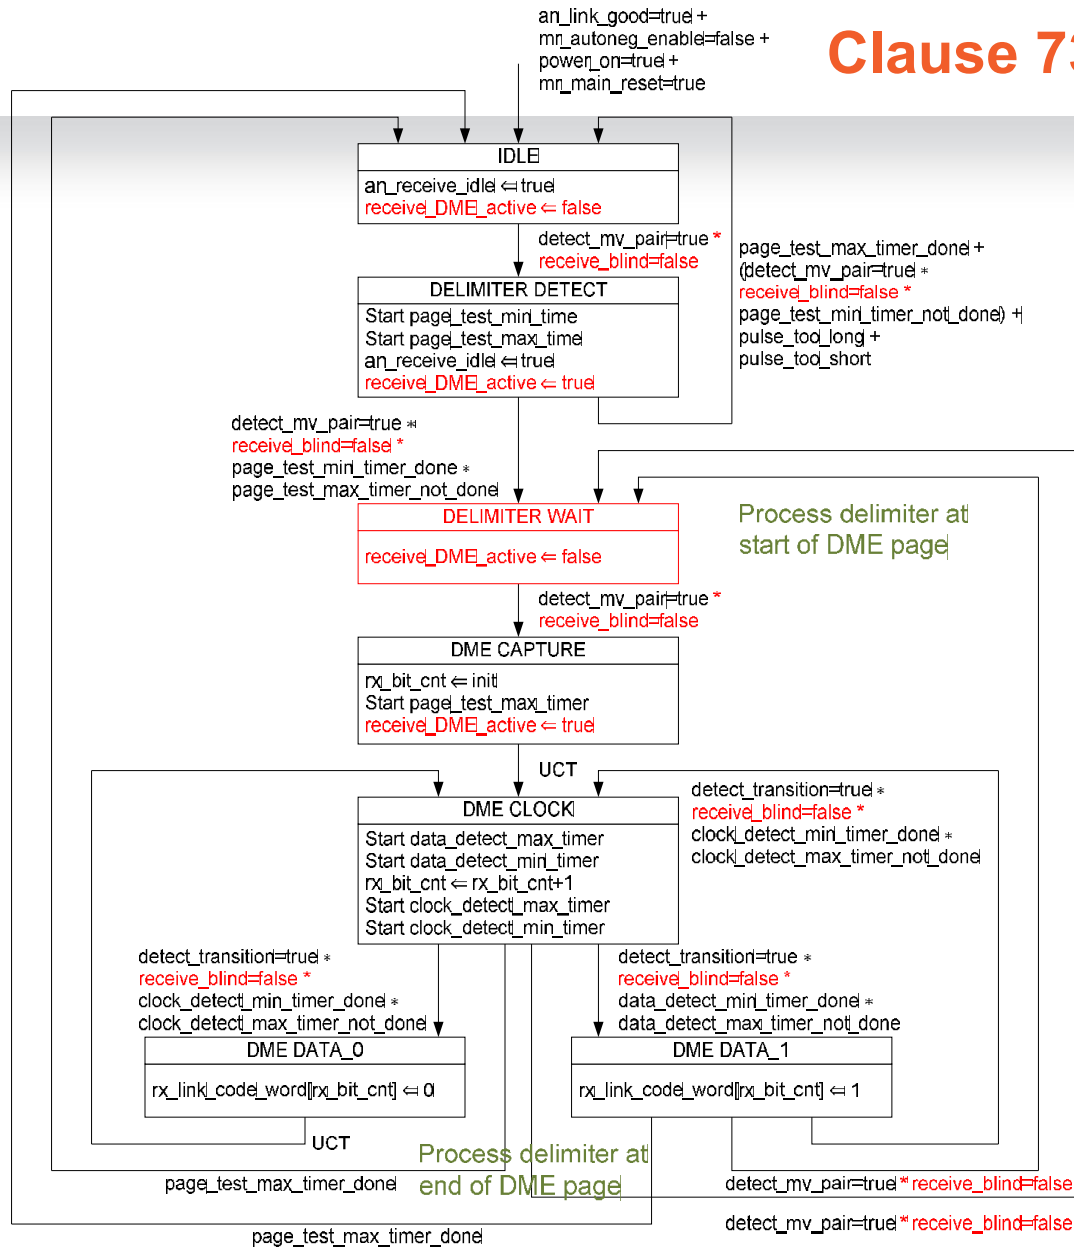 an_link_good=true +
mr_autoneg_enable=false +
power_on=true +
mr_main_reset=true
Clause 73
IDLE
an_receive_idle ⇐ true
receive_DME_active ⇐ false
detect_mv_pair=true *
receive_blind=false
page_test_max_timer_done +
(detect_mv_pair=true *
receive_blind=false *
page_test_min_timer_not_done) +
pulse_too_long +
pulse_too_short
DELIMITER DETECT
Start page_test_min_time
Start page_test_max_time
an_receive_idle ⇐ true
receive_DME_active ⇐ true
detect_mv_pair=true *
receive_blind=false *
page_test_min_timer_done *
page_test_max_timer_not_done
DELIMITER WAIT
receive_DME_active ⇐ false
Process delimiter at
start of DME page
detect_mv_pair=true *
receive_blind=false
DME CAPTURE
rx_bit_cnt ⇐ init
Start page_test_max_timer
receive_DME_active ⇐ true
UCT
detect_transition=true *
receive_blind=false *
clock_detect_min_timer_done *
clock_detect_max_timer_not_done
DME CLOCK
Start data_detect_max_timer
Start data_detect_min_timer
rx_bit_cnt ⇐ rx_bit_cnt+1
Start clock_detect_max_timer
Start clock_detect_min_timer
detect_transition=true *
receive_blind=false *
clock_detect_min_timer_done *
clock_detect_max_timer_not_done
detect_transition=true *
receive_blind=false *
data_detect_min_timer_done *
data_detect_max_timer_not_done
DME DATA_0
rx_link_code_word[rx_bit_cnt] ⇐ 0
DME DATA_1
rx_link_code_word[rx_bit_cnt] ⇐ 1
UCT
Process delimiter at
end of DME page
page_test_max_timer_done
detect_mv_pair=true * receive_blind=false
detect_mv_pair=true * receive_blind=false
page_test_max_timer_done